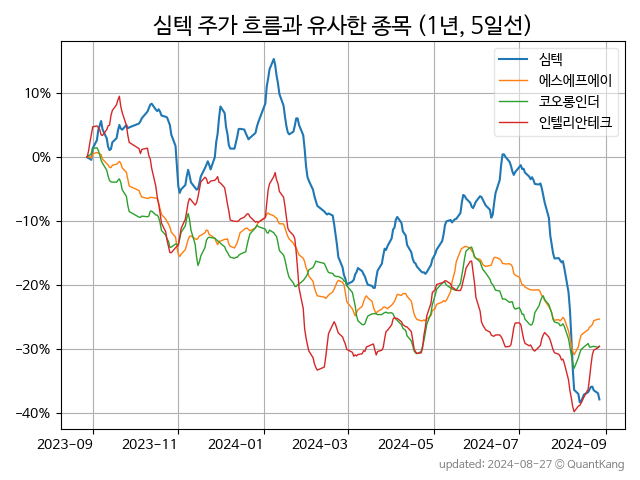 심텍 주가 흐름과 유사한 종목 (1년, 5일선)
심텍
에스에프에이
코오롱인더
인텔리안테크
10%
0%
−10%
−20%
−30%
−40%
2023-09 2023-11 2024-01 2024-03 2024-05 2024-07 2024-09
updated: 2024-08-27 © QuantKang